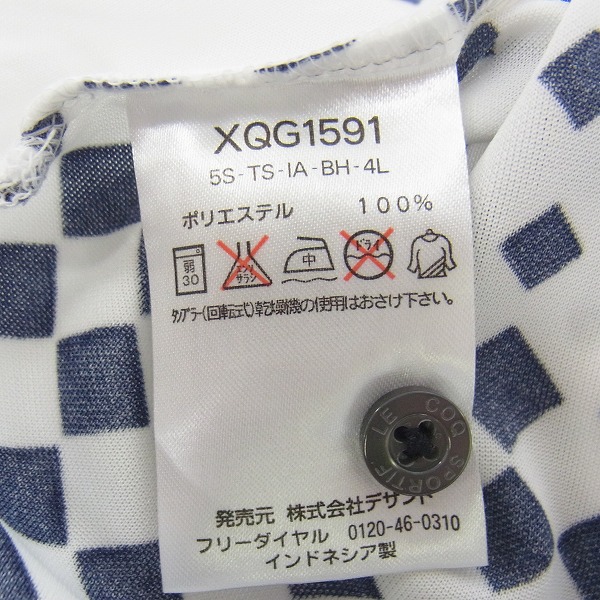 XQG1591
5S-TS-IA-BH-4L
ポリエステル 100%
弱
30
エンソ
サラシ
中
ドライ
タンブラー(回転式)乾燥機の使用はおさけ下さい。
LE COQ SPORTIF
発売元 株式会社デサント
フリーダイヤル 0120-46-0310
インドネシア製